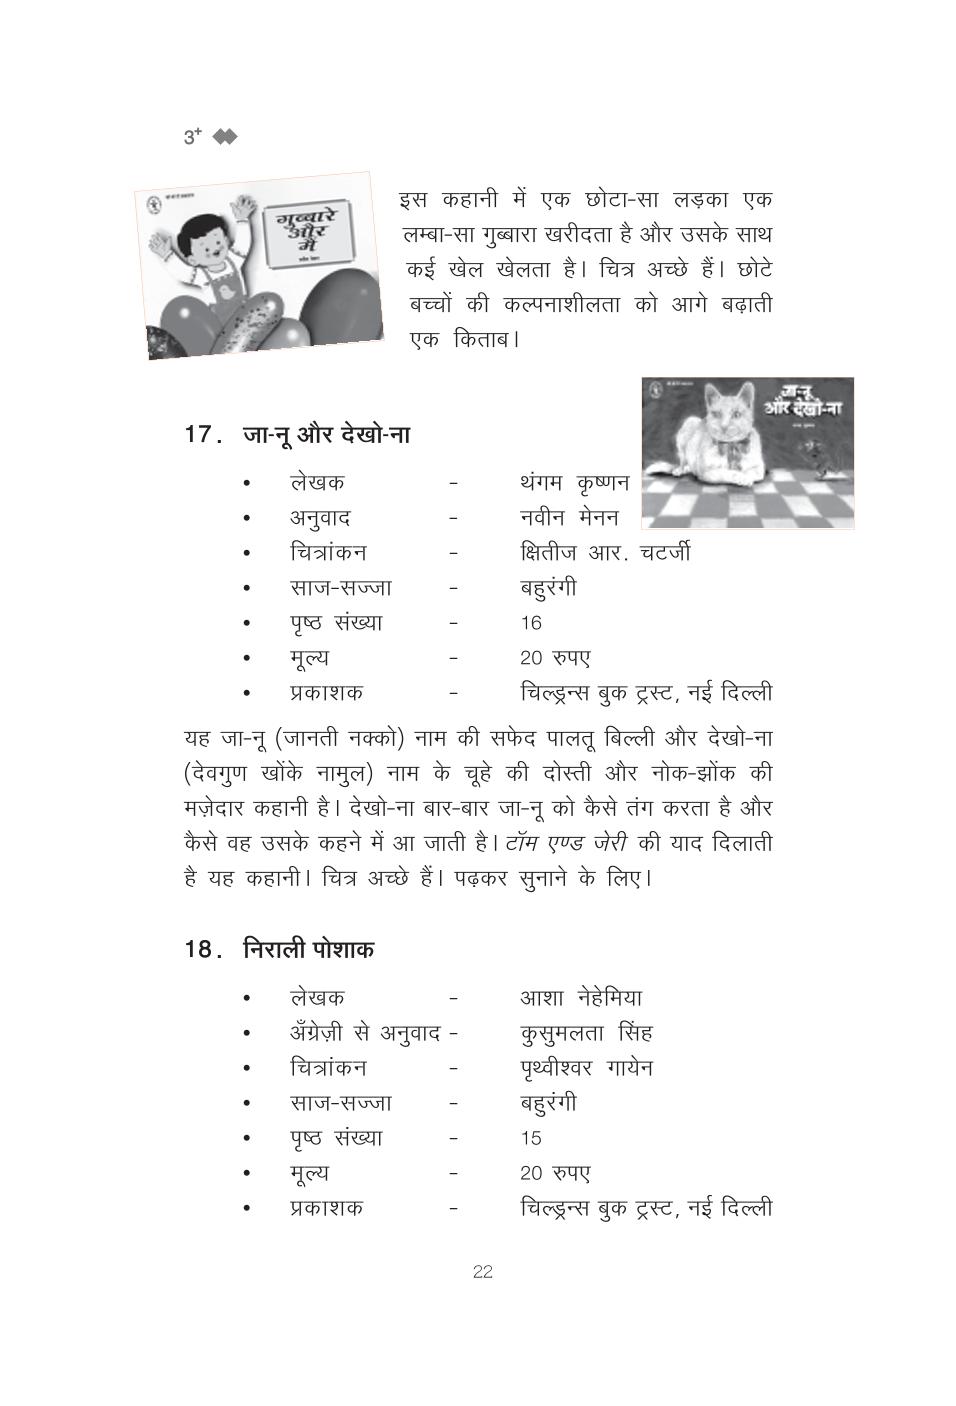 3+
गुब्बारे
और
मैं
इस कहानी में एक छोटा-सा लड़का एक
लम्बा-सा गुब्बारा खरीदता है और उसके साथ
कई खेल खेलता है। चित्र अच्छे हैं। छोटे
बच्चों की कल्पनाशीलता को आगे बढ़ाती
एक किताब।
जा-नू
और देखो-ना
17. जा-नू और देखो-ना
• लेखक - थंगम कृष्णन
• अनुवाद - नवीन मेनन
• चित्रांकन - क्षितीज आर. चटर्जी
• साज-सज्जा - बहुरंगी
• पृष्ठ संख्या - 16
• मूल्य - 20 रुपए
• प्रकाशक - चिल्ड्रन्स बुक ट्रस्ट, नई दिल्ली
यह जा-नू (जानती नक्को) नाम की सफेद पालतू बिल्ली और देखो-ना
(देवगुण खोंके नामुल) नाम के चूहे की दोस्ती और नोक-झोंक की
मज़ेदार कहानी है। देखो-ना बार-बार जा-नू को कैसे तंग करता है और
कैसे वह उसके कहने में आ जाती है। टॉम एण्ड जेरी की याद दिलाती
है यह कहानी। चित्र अच्छे हैं। पढ़कर सुनाने के लिए।
18. निराली पोशाक
• लेखक - आशा नेहेमिया
• अँग्रेज़ी से अनुवाद - कुसुमलता सिंह
• चित्रांकन - पृथ्वीश्वर गायेन
• साज-सज्जा - बहुरंगी
• पृष्ठ संख्या - 15
• मूल्य - 20 रुपए
• प्रकाशक - चिल्ड्रन्स बुक ट्रस्ट, नई दिल्ली
22